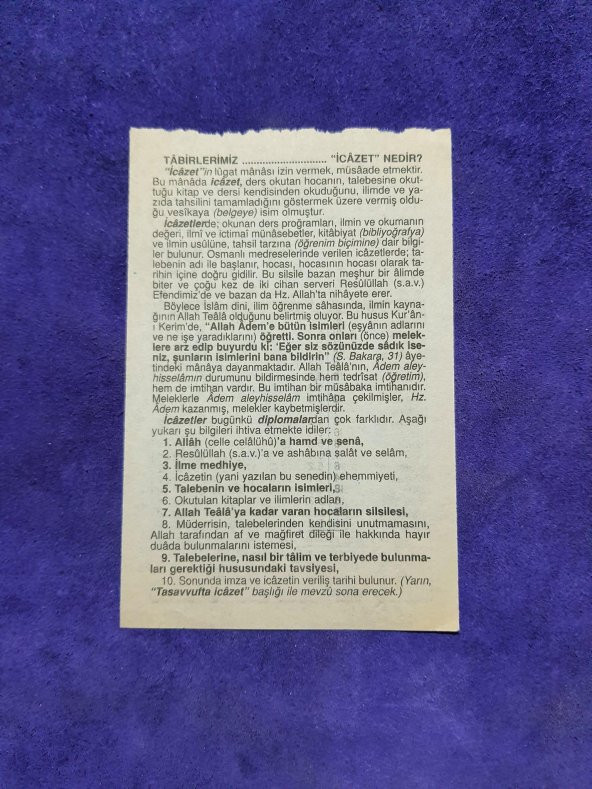 TÂBİRLERİMİZ .............................. “İCÂZET” NEDİR?
“İcâzet”in lûgat mânâsı izin vermek, müsâade etmektir.
Bu mânâda icâzet, ders okutan hocanın, talebesine okut-
tuğu kitap ve dersi kendisinden okuduğunu, ilimde ve ya-
zıda tahsilini tamamladığını göstermek üzere vermiş oldu-
ğu vesîkaya (belgeye) isim olmuştur.
İcâzetlerde; okunan ders proğramları, ilmin ve okumanın
değeri, ilmî ve içtimaî münâsebetler, kitâbiyat (bibliyoğrafya)
ve ilmin usûlüne, tahsil tarzına (öğrenim biçimine) dair bilgi-
ler bulunur. Osmanlı medreselerinde verilen icâzetlerde; ta-
lebenin adı ile başlanır, hocası, hocasının hocası olarak ta-
rihin içine doğru gidilir. Bu silsile bazan meşhur bir âlimde
biter ve çoğu kez de iki cihan serveri Resûlüllah (s.a.v.)
Efendimiz’de ve bazan da Hz. Allah’ta nihâyete erer.
Böylece İslâm dini, ilim öğrenme sâhasında, ilmin kayna-
ğının Allah Teâlâ olduğunu belirtmiş oluyor. Bu husus Kur’ân-
ı Kerim’de, “Allah Âdem’e bütün isimleri (eşyânın adlarını
ve ne işe yaradıklarını) öğretti. Sonra onları (önce) melek-
lere arz edip buyurdu ki: ‘Eğer siz sözünüzde sâdık ise-
niz, şunların isimlerini bana bildirin” (S. Bakara, 31) âye-
tindeki mânâya dayanmaktadır. Allah Teâlâ’nın, Âdem aley-
hisselâmın durumunu bildirmesinde hem tedrîsat (öğretim),
hem de imtihan vardır. Bu imtihan bir müsâbaka imtihanıdır.
Meleklerle Âdem aleyhisselâm imtihâna çekilmişler, Hz.
Âdem kazanmış, melekler kaybetmişlerdir.
İcâzetler bugünkü diplomalardan çok farklıdır. Aşağı
yukarı şu bilgileri ihtiva etmekte idiler:
1. Allâh (celle celâlühû)’a hamd ve senâ,
2. Resûlüllah (s.a.v.)’a ve ashâbına salât ve selâm,
3. İlme medhiye,
4. İcâzetin (yani yazılan bu senedin) ehemmiyeti,
5. Talebenin ve hocaların isimleri,
6. Okutulan kitaplar ve ilimlerin adları,
7. Allah Teâlâ’ya kadar varan hocaların silsilesi,
8. Müderrisin, talebelerinden kendisini unutmamasını,
Allah tarafından af ve mağfiret dileği ile hakkında hayır
duâda bulunmalarını istemesi,
9. Talebelerine, nasıl bir tâlim ve terbiyede bulunma-
ları gerektiği hususundaki tavsiyesi,
10. Sonunda imza ve icâzetin veriliş tarihi bulunur. (Yarın,
“Tasavvufta icâzet” başlığı ile mevzû sona erecek.)